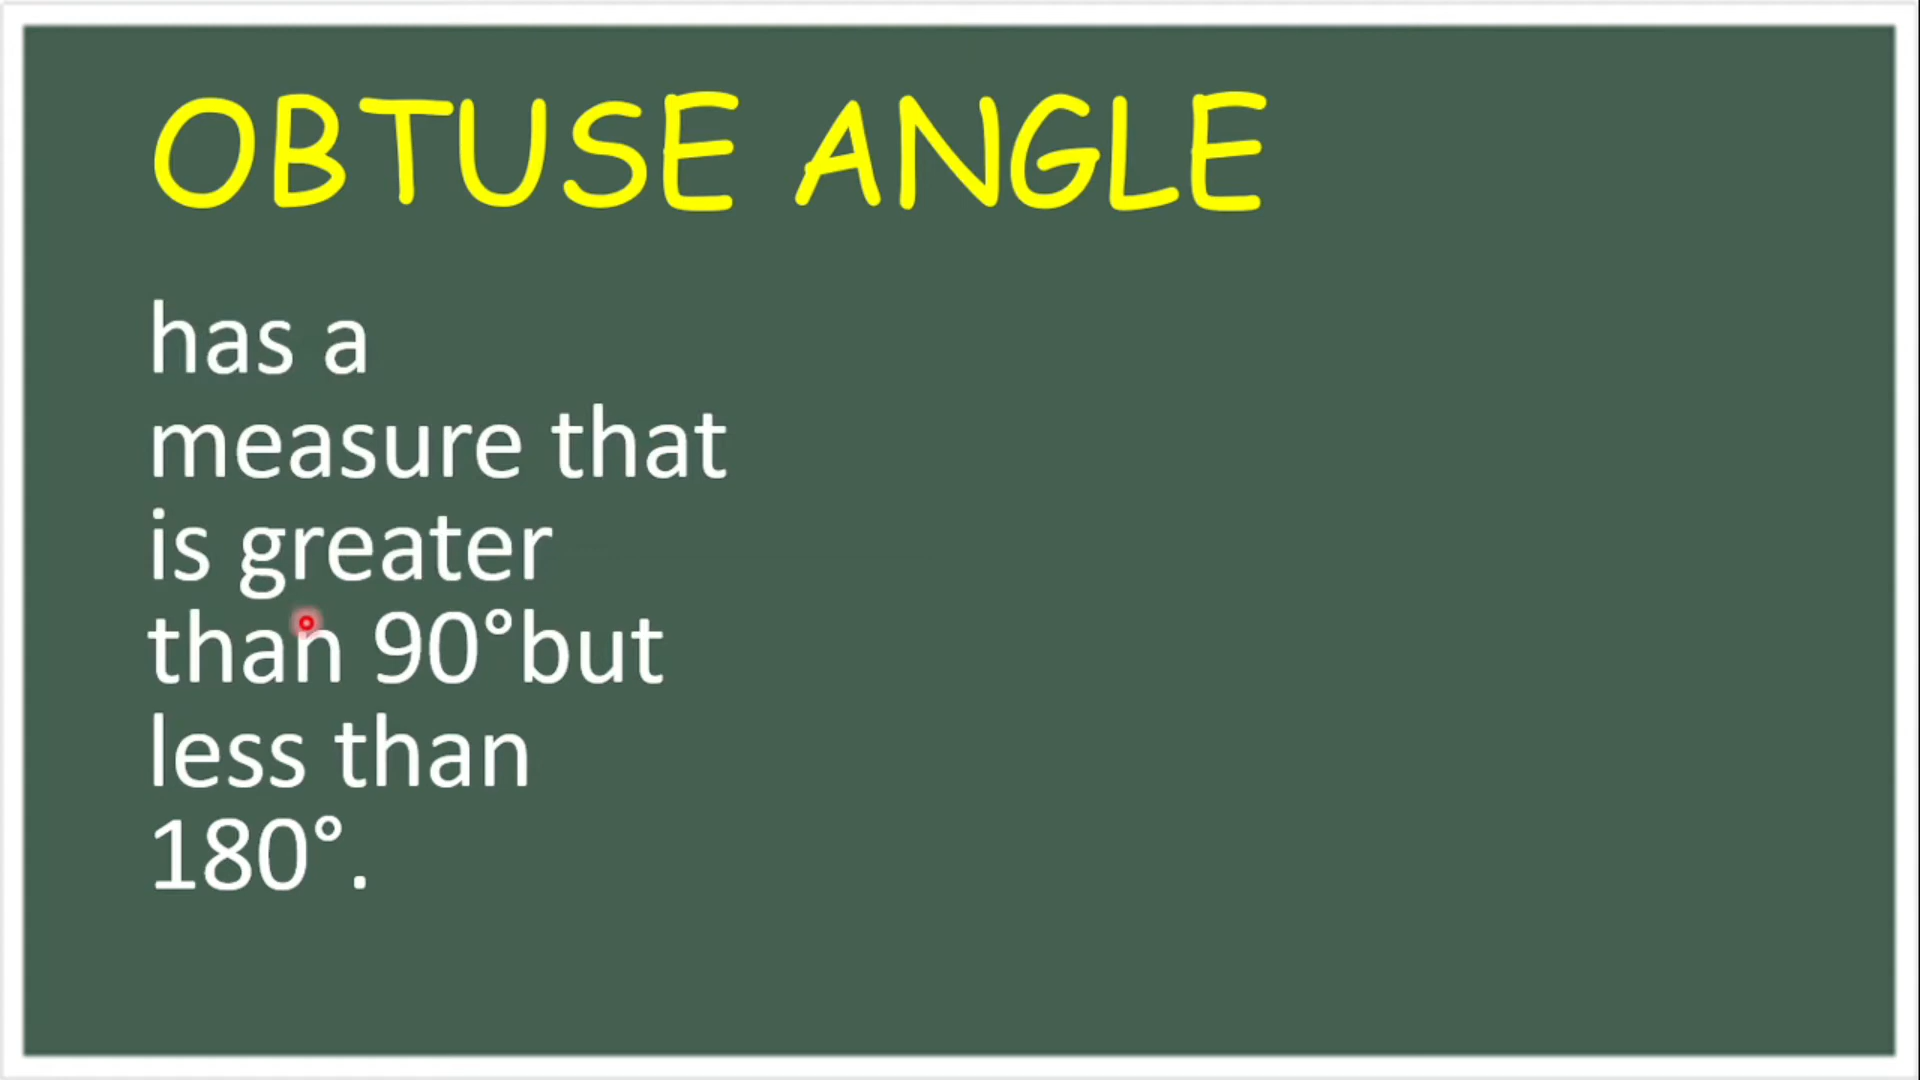 OBTUSE ANGLE
has a
measure that
is greater
than 90°but
less than
180°.